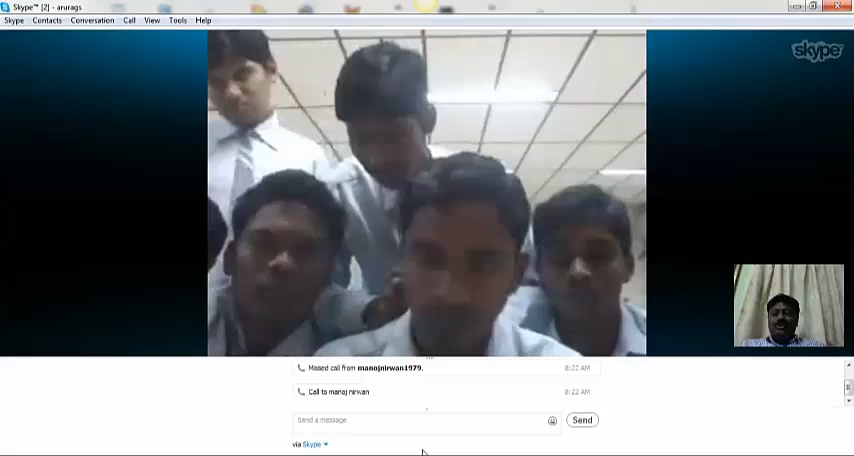 Skype™ [2] - arurags
Skype Contacts Conversation Call View Tools Help
skype™
Missed call from manojnirwan1979. 8:22 AM
Call to manoj nirwan 8:22 AM
Send a message
Send
via Skype